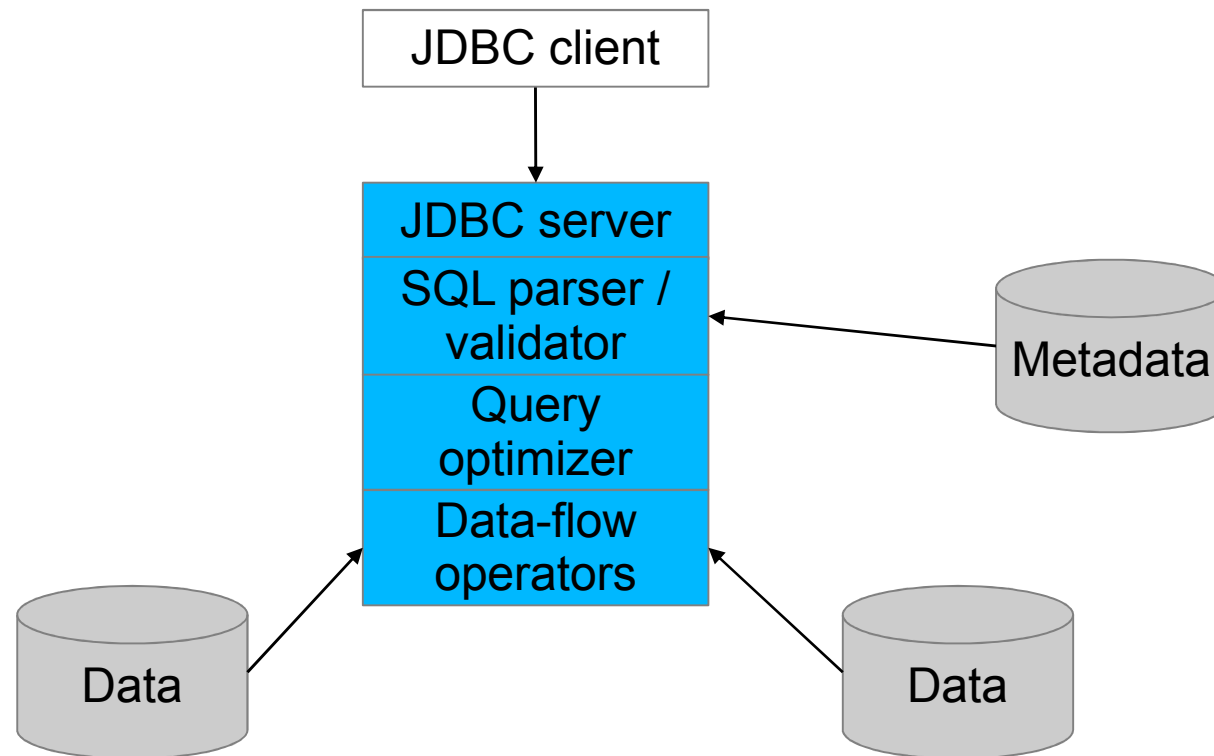 JDBC client
JDBC server
SQL parser /
validator
Metadata
Query
optimizer
Data-flow
operators
Data
Data